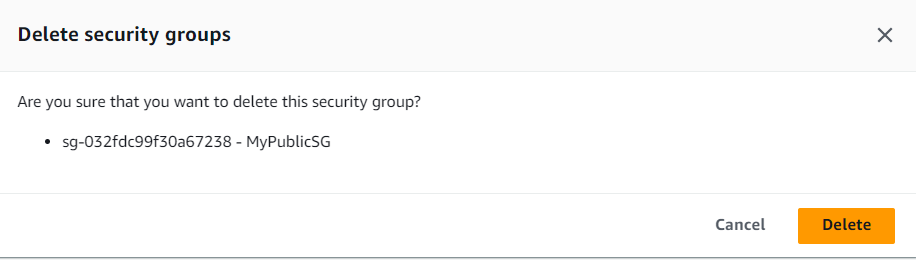 Delete security groups
Are you sure that you want to delete this security group?
• sg-032fdc99f30a67238 - MyPublicSG
Cancel
Delete